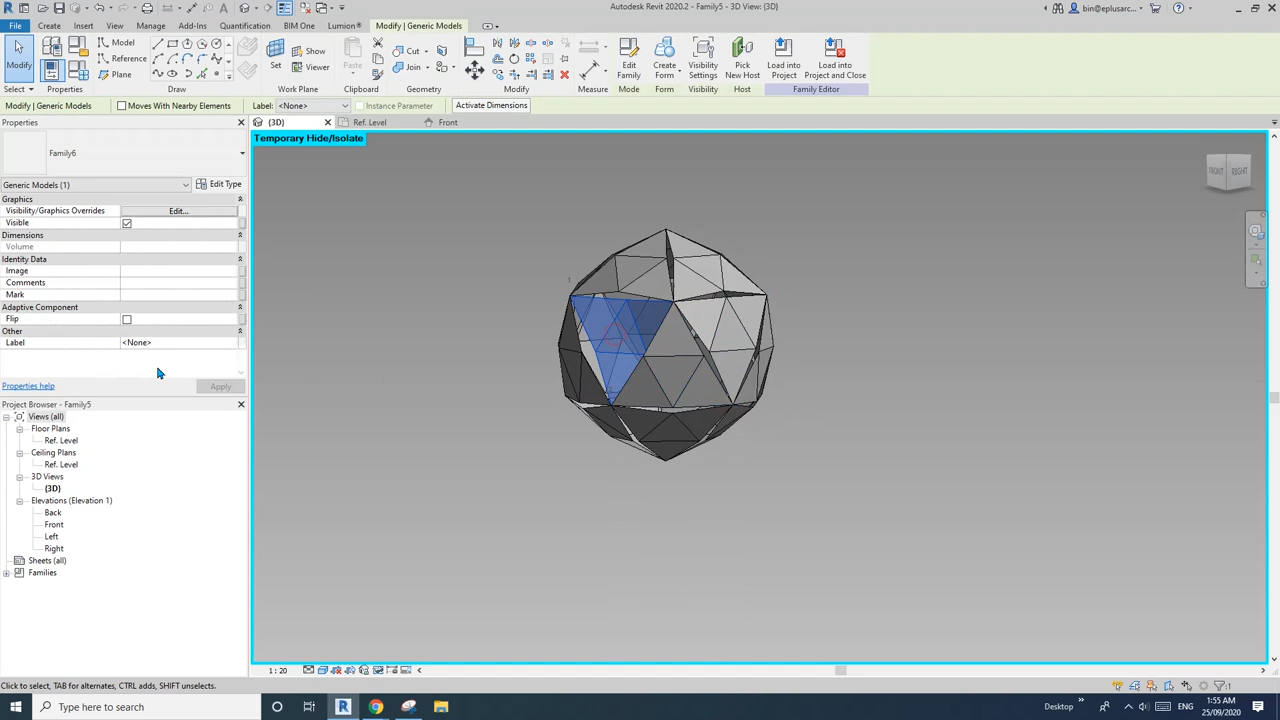 Autodesk Revit 2020.2 - Family5 - 3D View: {3D}
bin@eplusarc...
File Create Insert View Manage Add-Ins Quantification BIM One Lumion® Modify | Generic Models
Modify Select Properties Model Reference Plane Draw Set Show Viewer Work Plane Paste Clipboard Cut Join Geometry Modify Measure Edit Family Mode Create Form Form Visibility Settings Visibility Pick New Host Host Load into Project Load into Project and Close Family Editor
Modify | Generic Models Moves With Nearby Elements Label: <None> Instance Parameter Activate Dimensions
Properties
{3D} Ref. Level Front
Temporary Hide/Isolate
FRONT RIGHT
Family6
Generic Models (1) Edit Type
Graphics
Visibility/Graphics Overrides Edit...
Visible
Dimensions
Volume
Identity Data
Image
Comments
Mark
Adaptive Component
Flip
Other
Label <None>
Properties help Apply
Project Browser - Family5
Views (all)
Floor Plans
Ref. Level
Ceiling Plans
Ref. Level
3D Views
{3D}
Elevations (Elevation 1)
Back
Front
Left
Right
Sheets (all)
Families
1 : 20
Click to select, TAB for alternates, CTRL adds, SHIFT unselects.
:1
Type here to search
Desktop
ENG
1:55 AM
25/09/2020